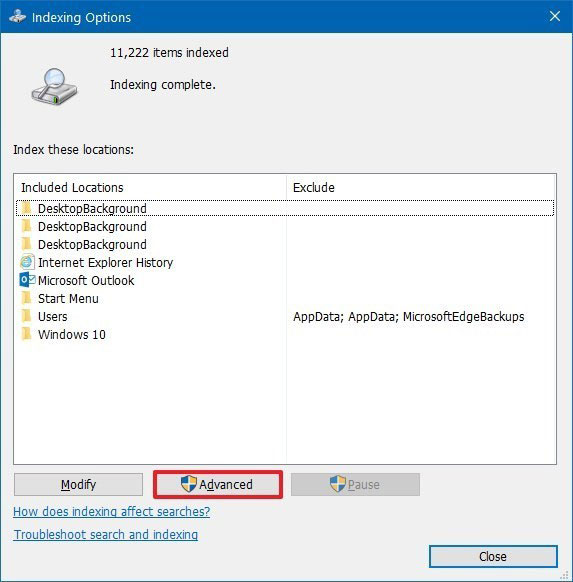 Indexing Options
11,222 items indexed
Indexing complete.
Index these locations:
Included Locations Exclude
DesktopBackground
DesktopBackground
DesktopBackground
Internet Explorer History
Microsoft Outlook
Start Menu
Users AppData; AppData; MicrosoftEdgeBackups
Windows 10
Modify Advanced Pause
How does indexing affect searches?
Troubleshoot search and indexing
Close